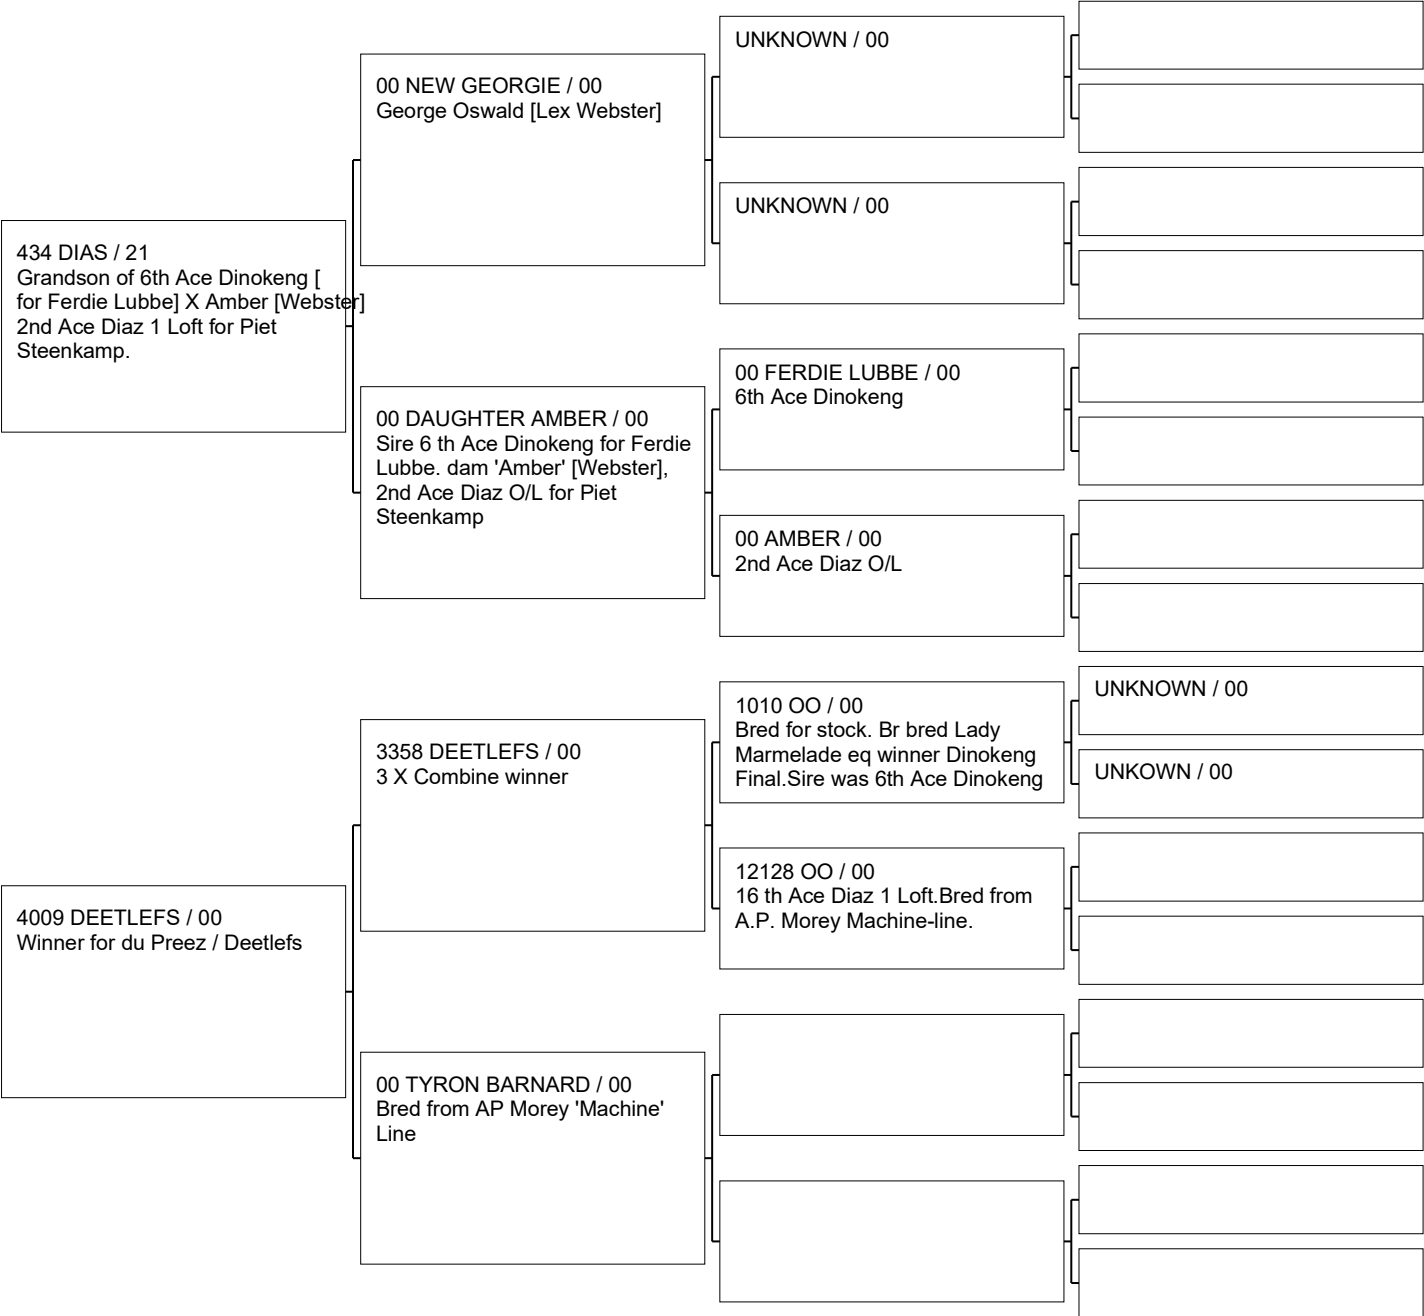 434 DIAS / 21
Grandson of 6th Ace Dinokeng [
for Ferdie Lubbe] X Amber [Webster]
2nd Ace Diaz 1 Loft for Piet
Steenkamp.
4009 DEETLEFS / 00
Winner for du Preez / Deetlefs
00 NEW GEORGIE / 00
George Oswald [Lex Webster]
00 DAUGHTER AMBER / 00
Sire 6 th Ace Dinokeng for Ferdie
Lubbe. dam 'Amber' [Webster],
2nd Ace Diaz O/L for Piet
Steenkamp
3358 DEETLEFS / 00
3 X Combine winner
00 TYRON BARNARD / 00
Bred from AP Morey 'Machine'
Line
UNKNOWN / 00
UNKNOWN / 00
00 FERDIE LUBBE / 00
6th Ace Dinokeng
00 AMBER / 00
2nd Ace Diaz O/L
1010 OO / 00
Bred for stock. Br bred Lady
Marmelade eq winner Dinokeng
Final.Sire was 6th Ace Dinokeng
12128 OO / 00
16 th Ace Diaz 1 Loft.Bred from
A.P. Morey Machine-line.
UNKNOWN / 00
UNKOWN / 00